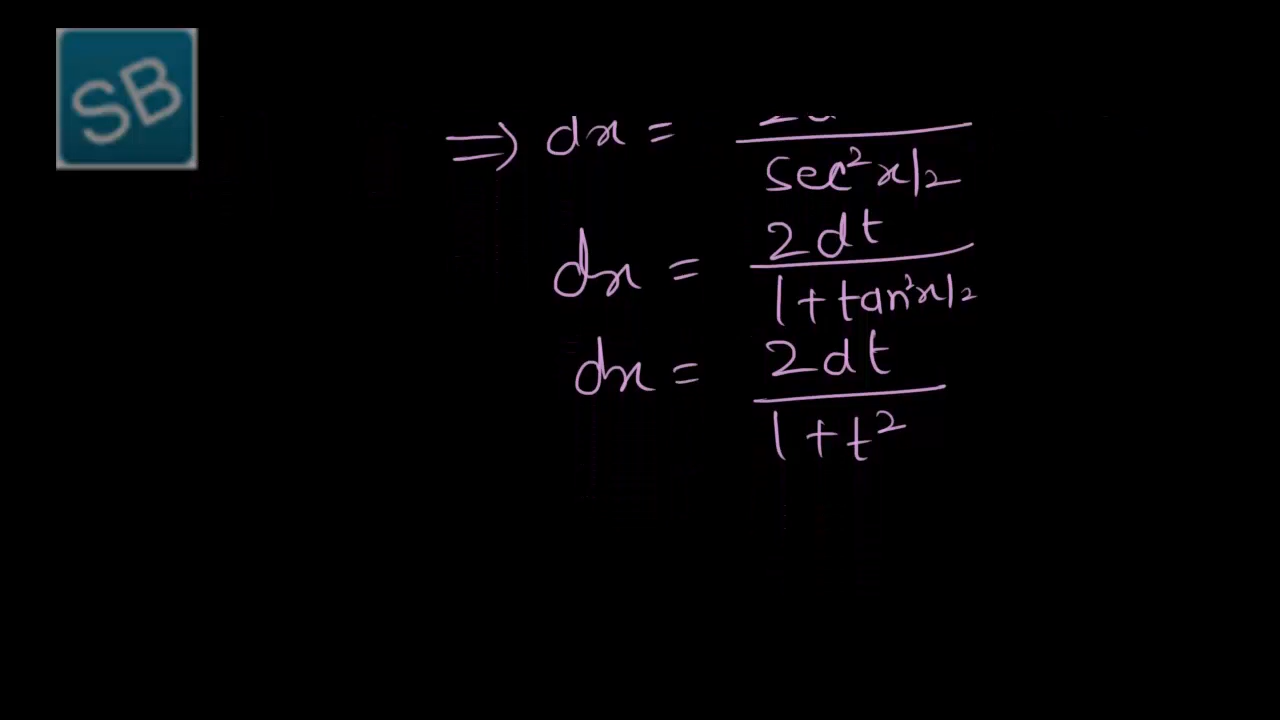 SB
⇒ dx =
sec²x/2
dx = 2dt / 1+tan²x/2
dx = 2dt / 1+t²